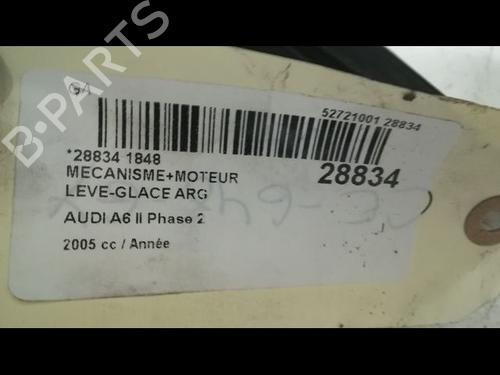 B-PARTS
GA
52721001 28834
*28834 1848
28834
MECANISME+MOTEUR
LEVE-GLACE ARG
AUDI A6 II Phase 2
2005 cc / Année